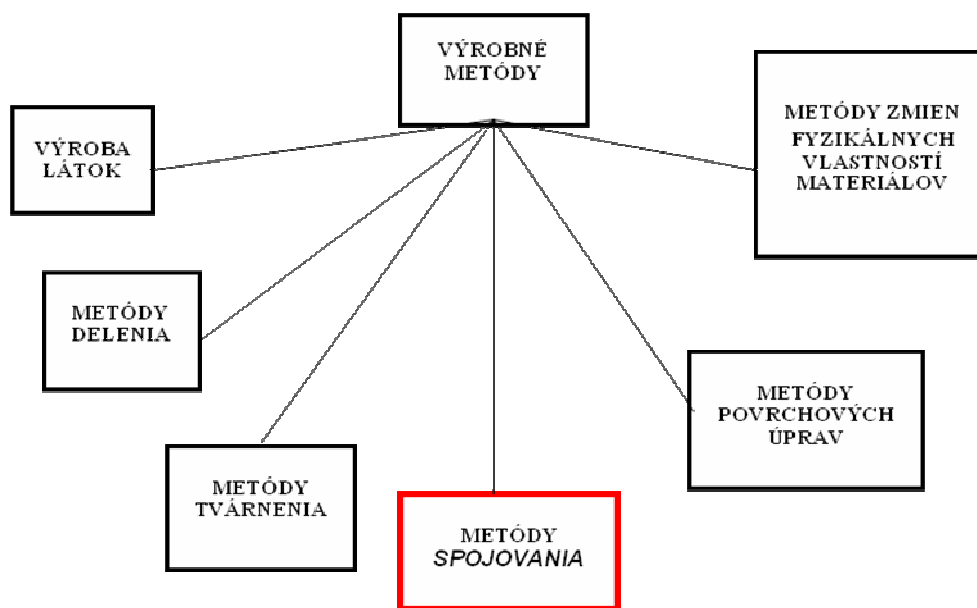 VÝROBNÉ
METÓDY
VÝROBA
LÁTOK
METÓDY ZMIEN
FYZIKÁLNYCH
VLASTNOSTÍ
MATERIÁLOV
METÓDY
DELENIA
METÓDY
POVRCHOVÝCH
ÚPRAV
METÓDY
TVÁRNENIA
METÓDY
SPOJOVANIA